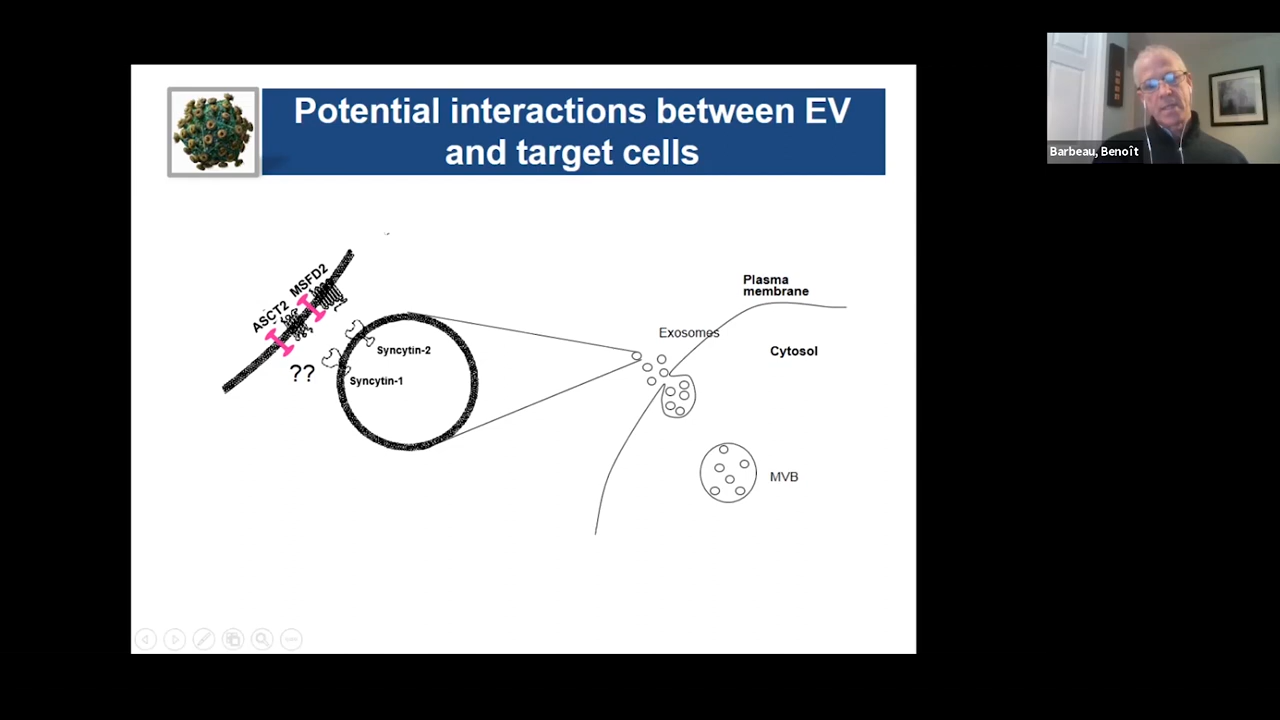 Potential interactions between EV
and target cells
ASCT2
MSFD2
??
Syncytin-2
Syncytin-1
Exosomes
Plasma
membrane
Cytosol
MVB
Barbeau, Benoît